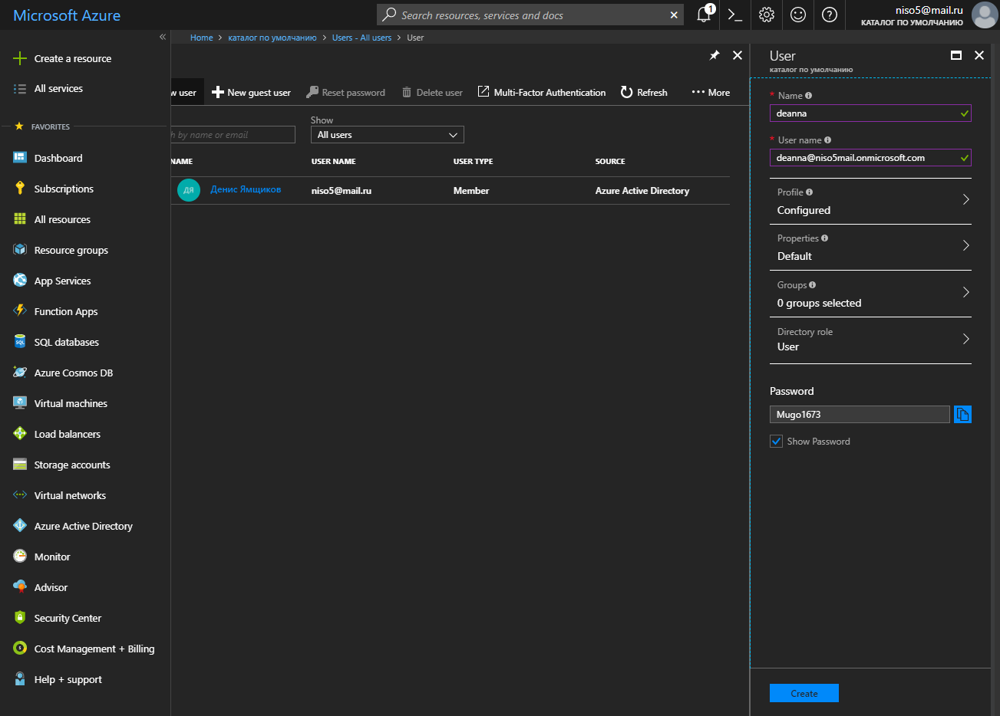 Microsoft Azure
Search resources, services and docs
1
niso5@mail.ru
КАТАЛОГ ПО УМОЛЧАНИЮ
Create a resource
All services
FAVORITES
Dashboard
Subscriptions
All resources
Resource groups
App Services
Function Apps
SQL databases
Azure Cosmos DB
Virtual machines
Load balancers
Storage accounts
Virtual networks
Azure Active Directory
Monitor
Advisor
Security Center
Cost Management + Billing
Help + support
Home > каталог по умолчанию > Users - All users > User
w user New guest user Reset password Delete user Multi-Factor Authentication Refresh More
Show
h by name or email All users
NAME USER NAME USER TYPE SOURCE
ДЯ Денис Ямщиков niso5@mail.ru Member Azure Active Directory
User
каталог по умолчанию
* Name
deanna
* User name
deanna@niso5mail.onmicrosoft.com
Profile
Configured
Properties
Default
Groups
0 groups selected
Directory role
User
Password
Mugo1673
Show Password
Create